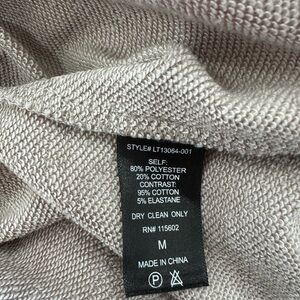 STYLE# LT13064-001
SELF:
80% POLYESTER
20% COTTON
CONTRAST:
95% COTTON
5% ELASTANE
DRY CLEAN ONLY
RN# 115602
M
MADE IN CHINA
P